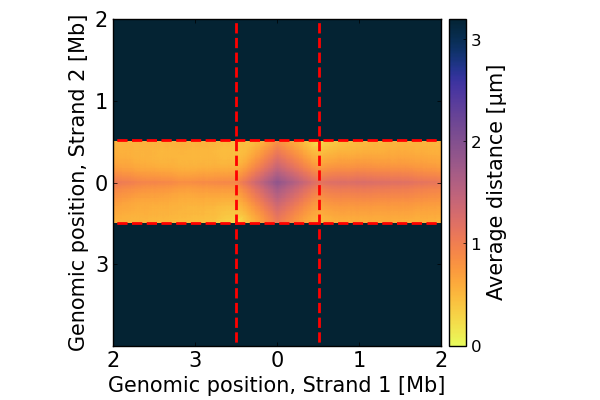 2
1
0
3
Genomic position, Strand 2 [Mb]
2 3 0 1 2
Genomic position, Strand 1 [Mb]
3
2
1
0
Average distance [μm]